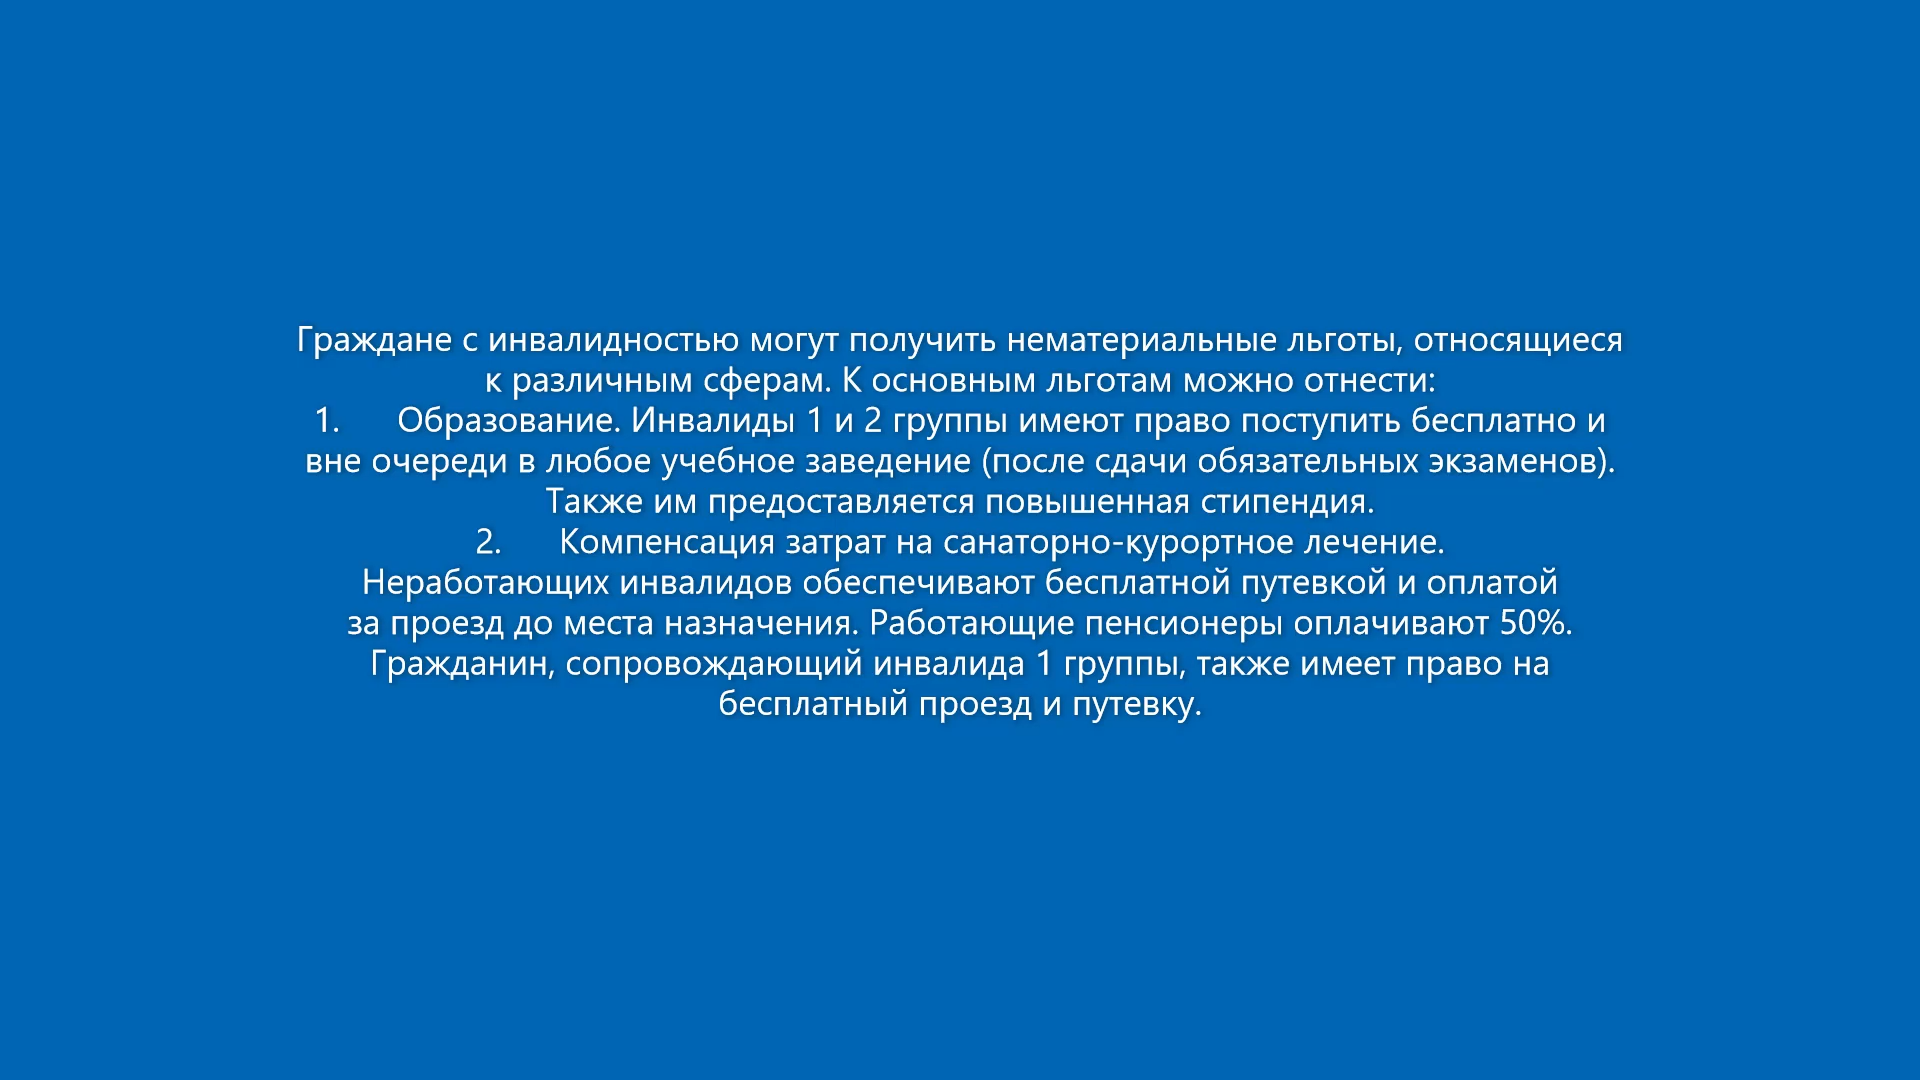 Граждане с инвалидностью могут получить нематериальные льготы, относящиеся
к различным сферам. К основным льготам можно отнести:
1. Образование. Инвалиды 1 и 2 группы имеют право поступить бесплатно и
вне очереди в любое учебное заведение (после сдачи обязательных экзаменов).
Также им предоставляется повышенная стипендия.
2. Компенсация затрат на санаторно-курортное лечение.
Неработающих инвалидов обеспечивают бесплатной путевкой и оплатой
за проезд до места назначения. Работающие пенсионеры оплачивают 50%.
Гражданин, сопровождающий инвалида 1 группы, также имеет право на
бесплатный проезд и путевку.